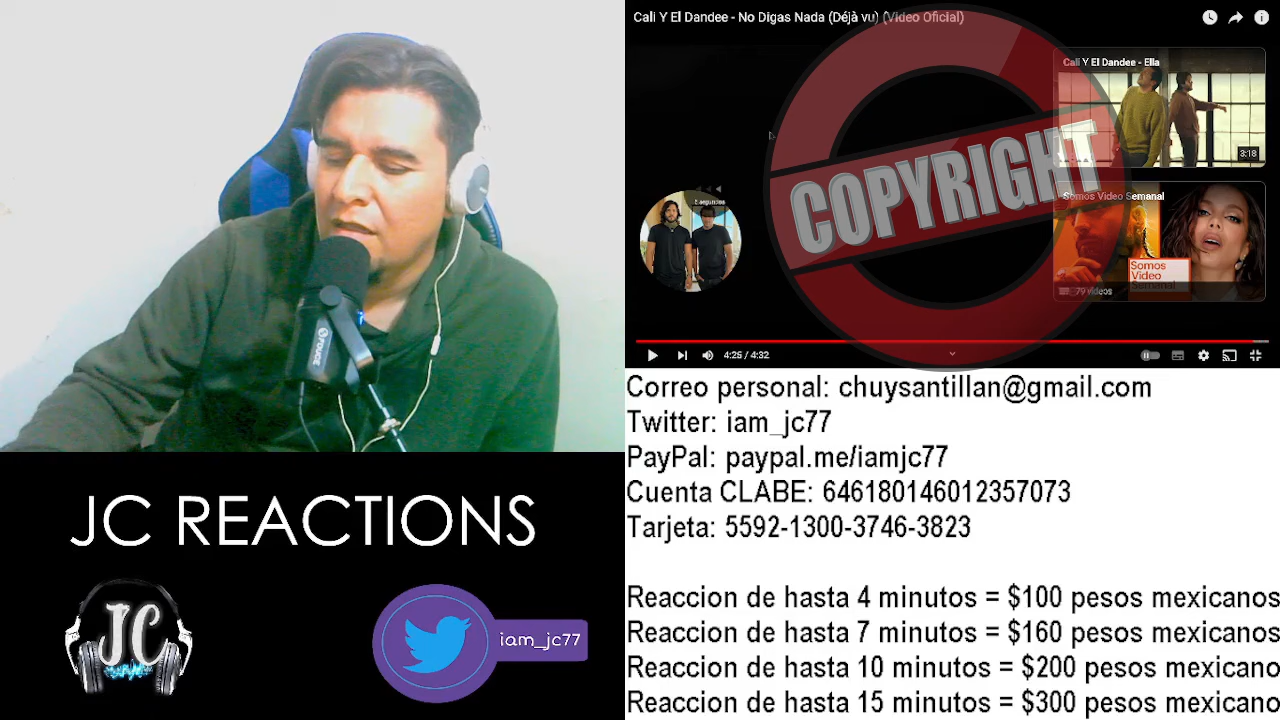 Cali Y El Dandee - No Digas Nada (Déjà vu) (Video Oficial)
Cali Y El Dandee - Ella
3:18
COPYRIGHT
5 segundos
Somos Video Semanal
Somos
Video
Semanal
79 videos
4:25 / 4:32
Correo personal: chuysantillan@gmail.com
Twitter: iam_jc77
PayPal: paypal.me/iamjc77
Cuenta CLABE: 646180146012357073
Tarjeta: 5592-1300-3746-3823
Reaccion de hasta 4 minutos = $100 pesos mexicanos
Reaccion de hasta 7 minutos = $160 pesos mexicanos
Reaccion de hasta 10 minutos = $200 pesos mexicano
Reaccion de hasta 15 minutos = $300 pesos mexicano
JC REACTIONS
JC
iam_jc77